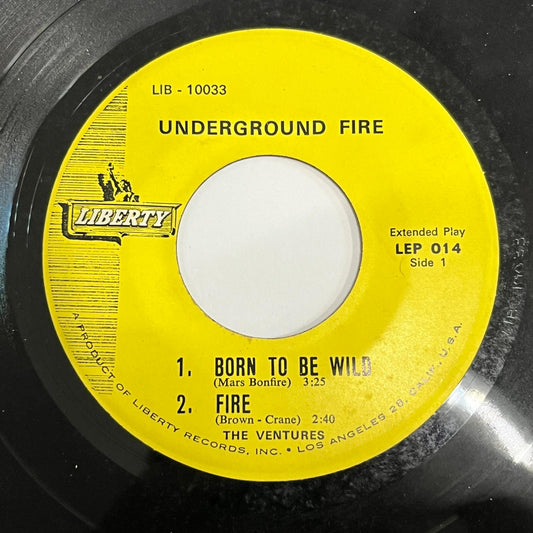 LIB - 10033
UNDERGROUND FIRE
LIBERTY
Extended Play
LEP 014
Side 1
1. BORN TO BE WILD
(Mars Bonfire) 3:25
2. FIRE
(Brown - Crane) 2:40
THE VENTURES
A PRODUCT OF LIBERTY RECORDS, INC. • LOS ANGELES 28, CALIF. U.S.A.